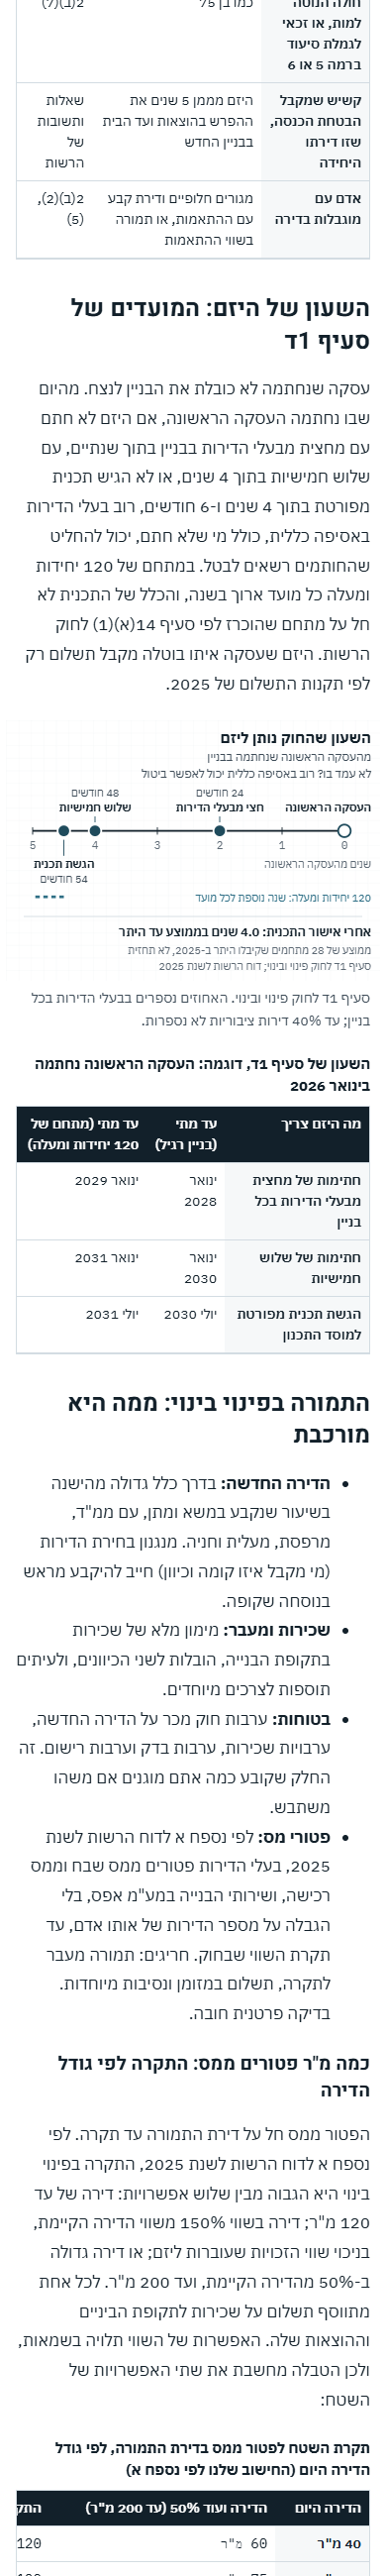 חולה הנוטה
למות, או זכאי
לגמלת סיעוד
ברמה 5 או 6
כמו בן 75
2(ב)(ל)
קשיש שמקבל
הבטחת הכנסה,
שזו דירתו
היחידה
היזם מממן 5 שנים את
ההפרש בהוצאות ועד הבית
בבניין החדש
שאלות
ותשובות
של
הרשות
אדם עם
מוגבלות בדירה
מגורים חלופיים ודירת קבע
עם ההתאמות, או תמורה
בשווי ההתאמות
2(ב)(2),
(5)
השעון של היזם: המועדים של
סעיף 1ד
עסקה שנחתמה לא כובלת את הבניין לנצח. מהיום
שבו נחתמה העסקה הראשונה, אם היזם לא חתם
עם מחצית מבעלי הדירות בבניין בתוך שנתיים, עם
שלוש חמישיות בתוך 4 שנים, או לא הגיש תכנית
מפורטת בתוך 4 שנים ו-6 חודשים, רוב בעלי הדירות
באסיפה כללית, כולל מי שלא חתם, יכול להחליט
שהחותמים רשאים לבטל. במתחם של 120 יחידות
ומעלה כל מועד ארוך בשנה, והכלל של התכנית לא
חל על מתחם שהוכרז לפי סעיף 14(א)(1) לחוק
הרשות. היזם שעסקה איתו בוטלה מקבל תשלום רק
לפי תקנות התשלום של 2025.
השעון שהחוק נותן ליזם
מהעסקה הראשונה שנחתמה בבניין
לא עמד בו? רוב באסיפה כללית יכול לאפשר ביטול
24 חודשים
48 חודשים
העסקה הראשונה
חצי מבעלי הדירות
שלוש חמישיות
0
1
2
3
4
5
שנים מהעסקה הראשונה
הגשת תכנית
54 חודשים
120 יחידות ומעלה: שנה נוספת לכל מועד
אחרי אישור התכנית: 4.0 שנים בממוצע עד היתר
ממוצע של 28 מתחמים שקיבלו היתר ב-2025, לא תחזית
סעיף 1ד לחוק פינוי ובינוי; דוח הרשות לשנת 2025
סעיף 1ד לחוק פינוי ובינוי. האחוזים נספרים בבעלי הדירות בכל
בניין; עד 40% דירות ציבוריות לא נספרות.
השעון של סעיף 1ד, דוגמה: העסקה הראשונה נחתמה
בינואר 2026
מה היזם צריך
עד מתי
(בניין רגיל)
עד מתי (מתחם של
120 יחידות ומעלה)
חתימות של מחצית
מבעלי הדירות בכל
בניין
ינואר
2028
ינואר 2029
חתימות של שלוש
חמישיות
ינואר
2030
ינואר 2031
הגשת תכנית מפורטת
למוסד התכנון
יולי 2030
יולי 2031
התמורה בפינוי בינוי: ממה היא
מורכבת
• הדירה החדשה: בדרך כלל גדולה מהישנה
בשיעור שנקבע במשא ומתן, עם ממ"ד,
מרפסת, מעלית וחניה. מנגנון בחירת הדירות
(מי מקבל איזו קומה וכיוון) חייב להיקבע מראש
בנוסחה שקופה.
• שכירות ומעבר: מימון מלא של שכירות
בתקופת הבנייה, הובלות לשני הכיוונים, ולעיתים
תוספות לצרכים מיוחדים.
• בטוחות: ערבות חוק מכר על הדירה החדשה,
ערבויות שכירות, ערבות בדק וערבות רישום. זה
החלק שקובע כמה אתם מוגנים אם משהו
משתבש.
• פטורי מס: לפי נספח א לדוח הרשות לשנת
2025, בעלי הדירות פטורים ממס שבח וממס
רכישה, ושירותי הבנייה במע"מ אפס, בלי
הגבלה על מספר הדירות של אותו אדם, עד
תקרת השווי שבחוק. חריגים: תמורה מעבר
לתקרה, תשלום במזומן ונסיבות מיוחדות.
בדיקה פרטנית חובה.
כמה מ"ר פטורים ממס: התקרה לפי גודל
הדירה
הפטור ממס חל על דירת התמורה עד תקרה. לפי
נספח א לדוח הרשות לשנת 2025, התקרה בפינוי
בינוי היא הגבוה מבין שלוש אפשרויות: דירה של עד
120 מ"ר; דירה בשווי 150% משווי הדירה הקיימת,
בניכוי שווי הזכויות שעוברות ליזם; או דירה גדולה
ב-50% מהדירה הקיימת, ועד 200 מ"ר. לכל אחת
מתווסף תשלום על שכירות לתקופת הביניים
וההוצאות שלה. האפשרות של השווי תלויה בשמאות,
ולכן הטבלה מחשבת את שתי האפשרויות של
השטח:
תקרת השטח לפטור ממס בדירת התמורה, לפי גודל
הדירה היום (החישוב שלנו לפי נספח א)
הדירה היום
הדירה ועוד 50% (עד 200 מ"ר)
40 מ"ר
60 מ"ר
120